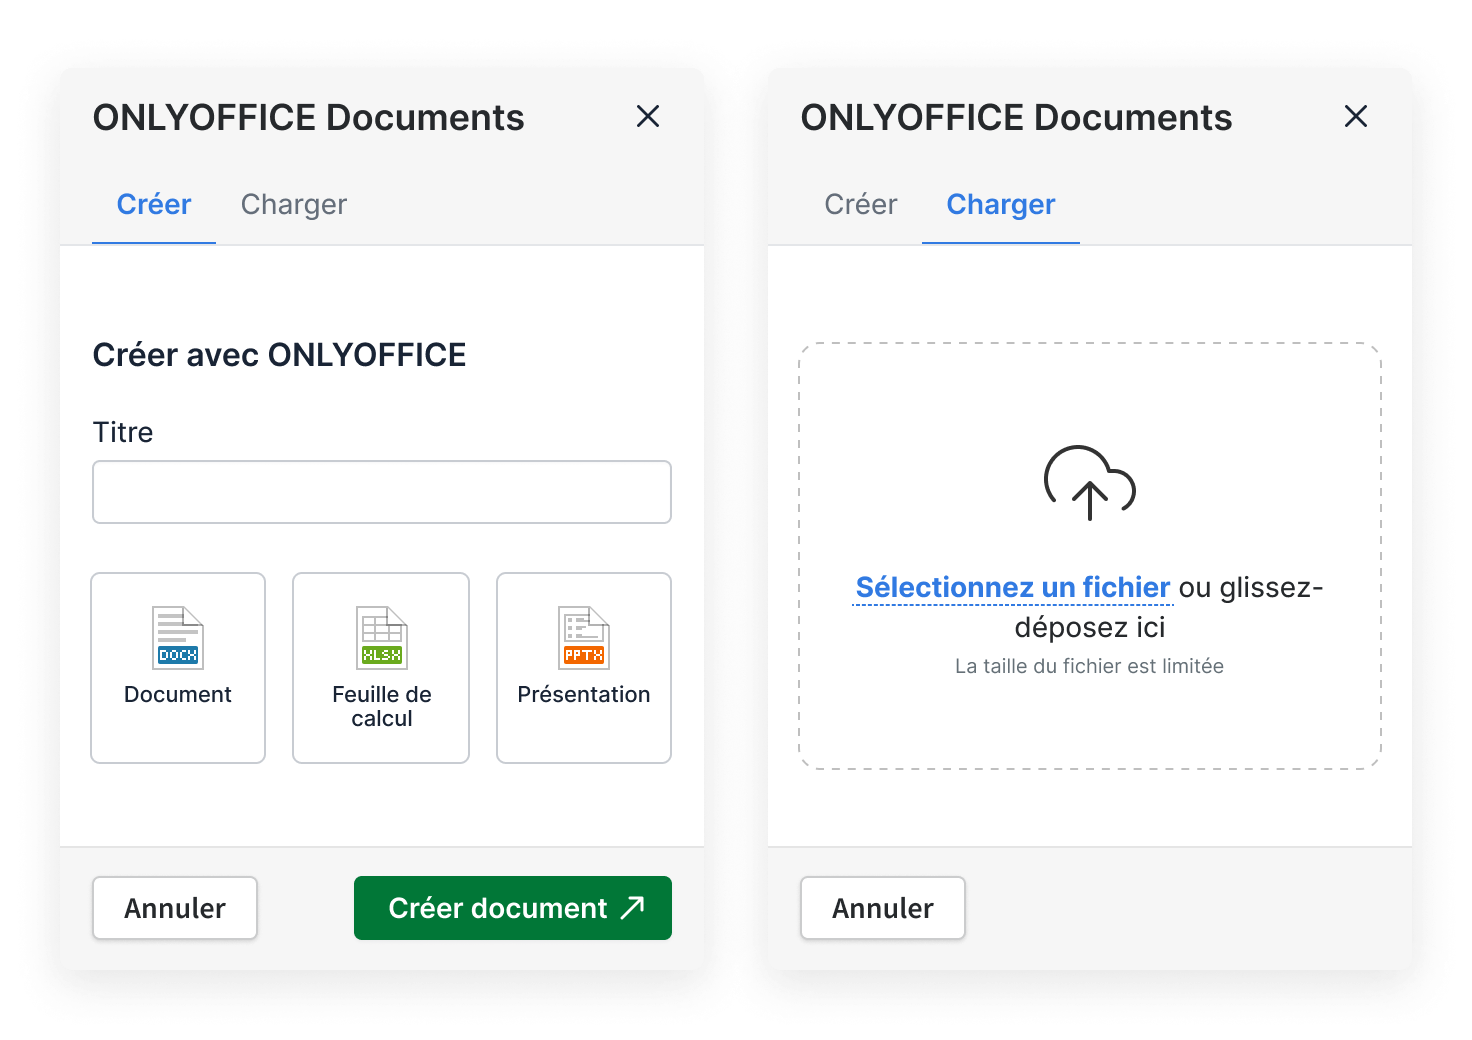 ONLYOFFICE Documents
Créer
Charger
Créer avec ONLYOFFICE
Titre
DOCX
Document
XLSX
Feuille de
calcul
PPTX
Présentation
Annuler
Créer document
ONLYOFFICE Documents
Créer
Charger
Sélectionnez un fichier ou glissez-
déposez ici
La taille du fichier est limitée
Annuler